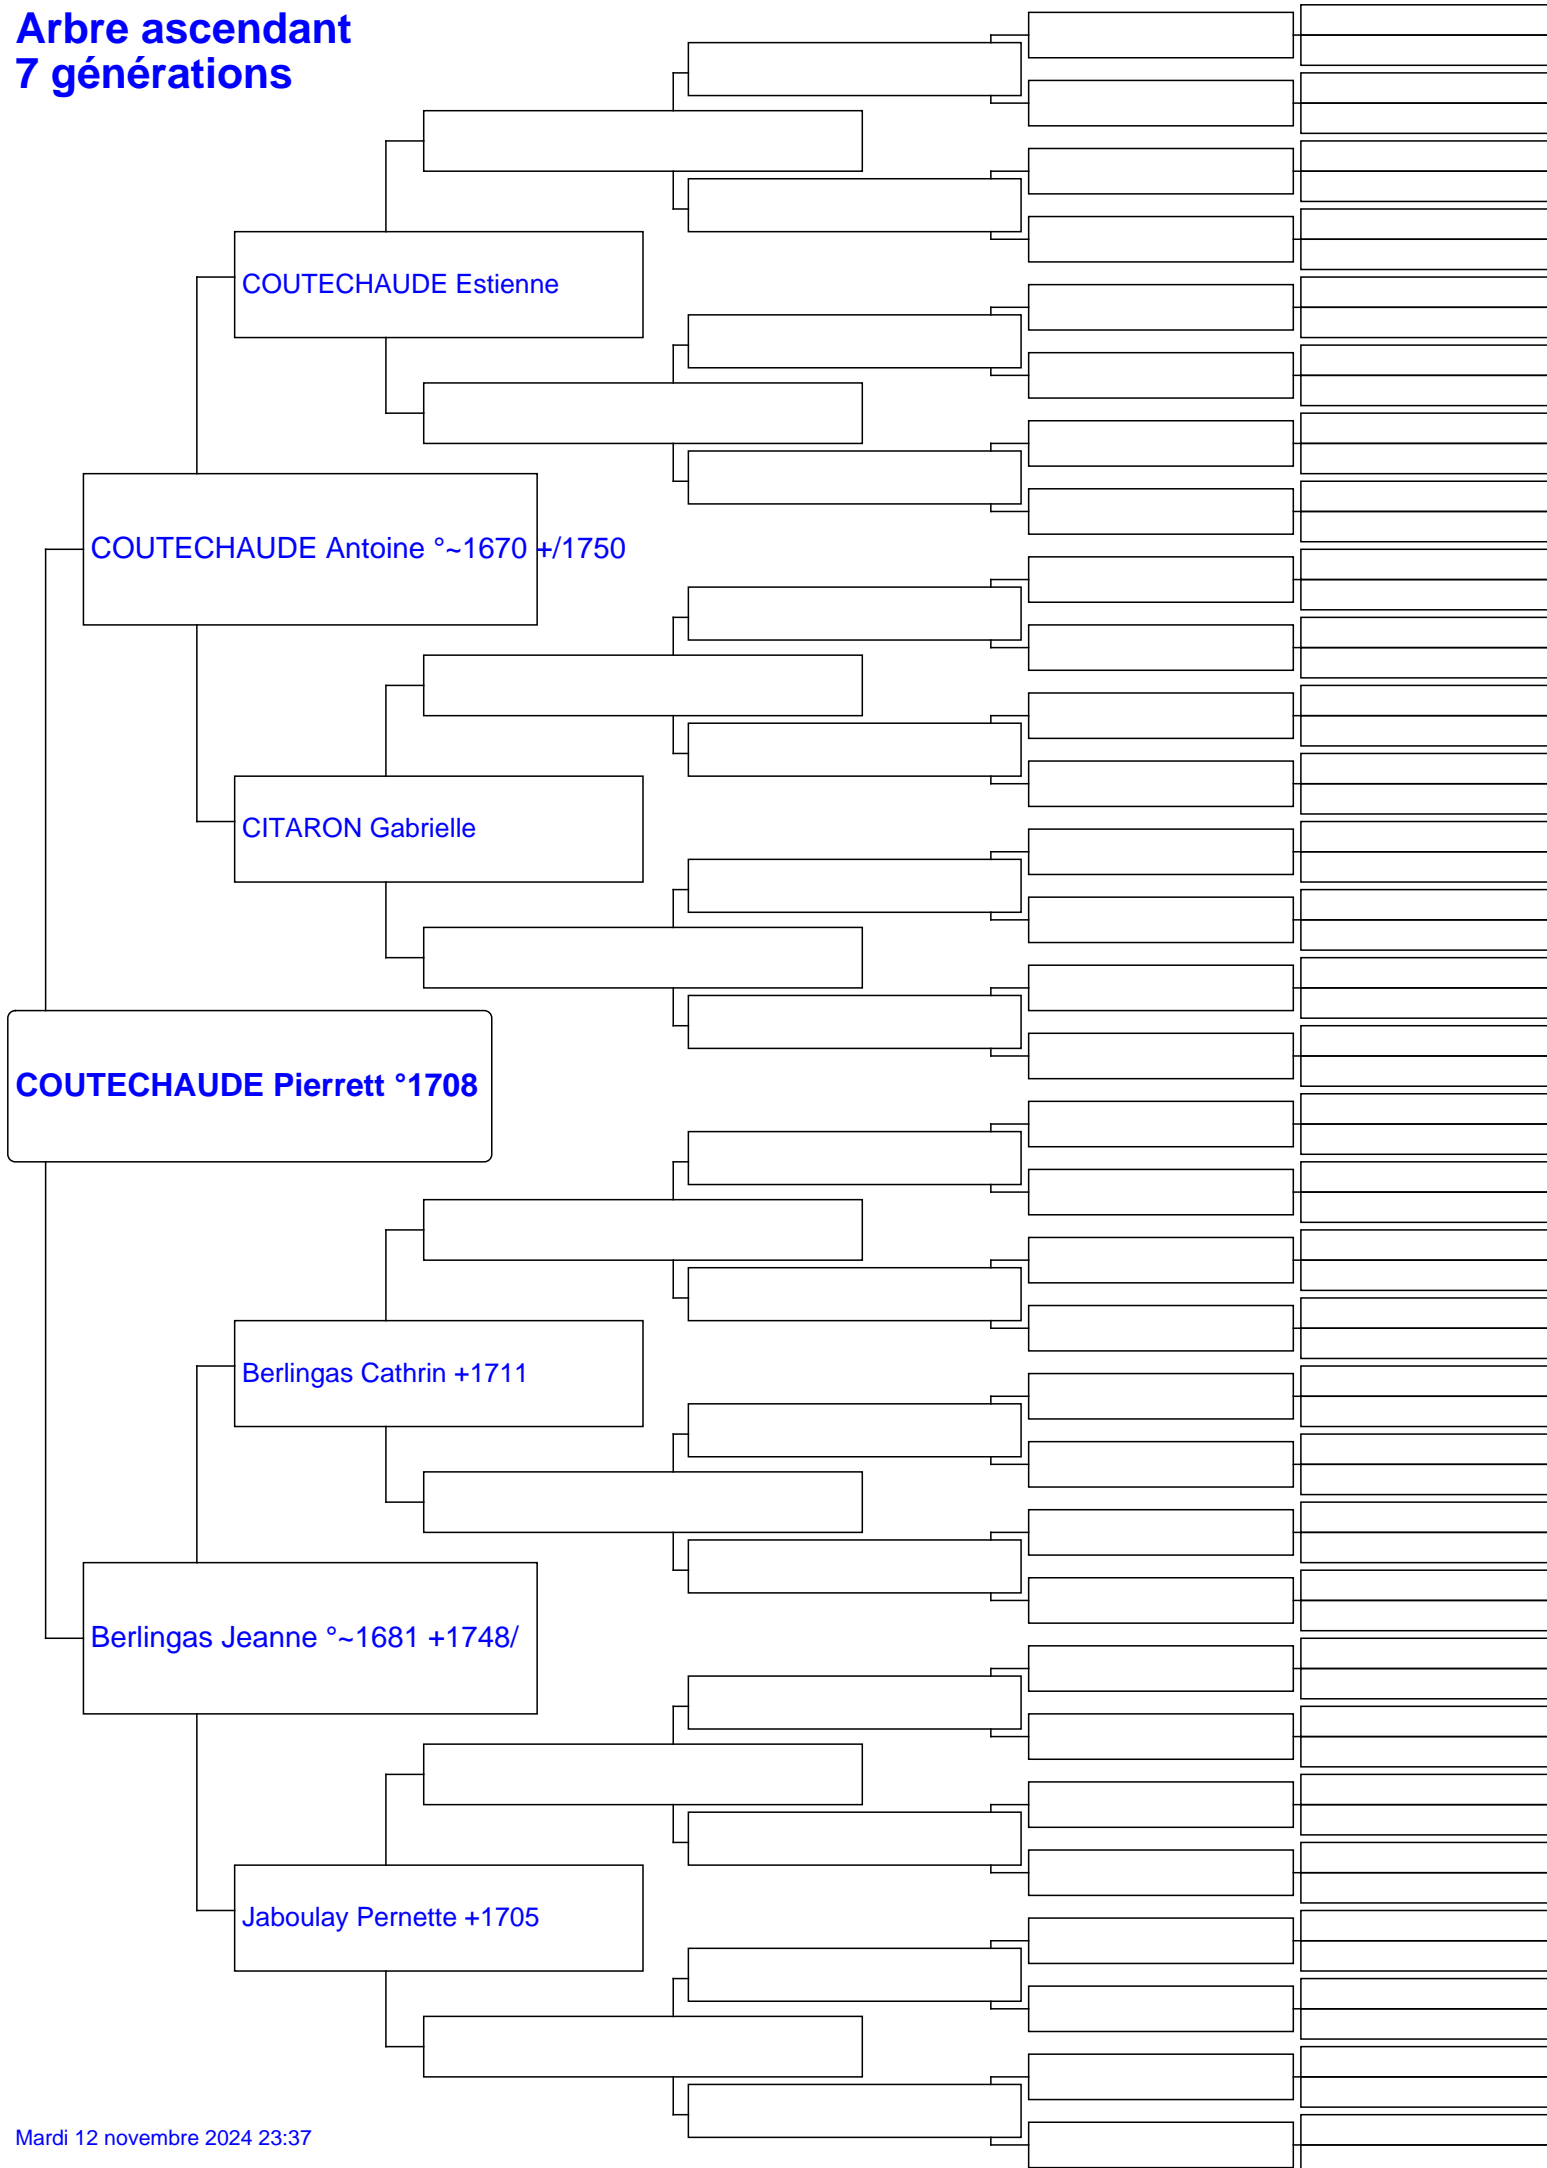 Arbre ascendant
7 générations
COUTECHAUDE Estienne
COUTECHAUDE Antoine °~1670 +/1750
CITARON Gabrielle
COUTECHAUDE Pierrett °1708
Berlingas Cathrin +1711
Berlingas Jeanne °~1681 +1748/
Jaboulay Pernette +1705
Mardi 12 novembre 2024 23:37